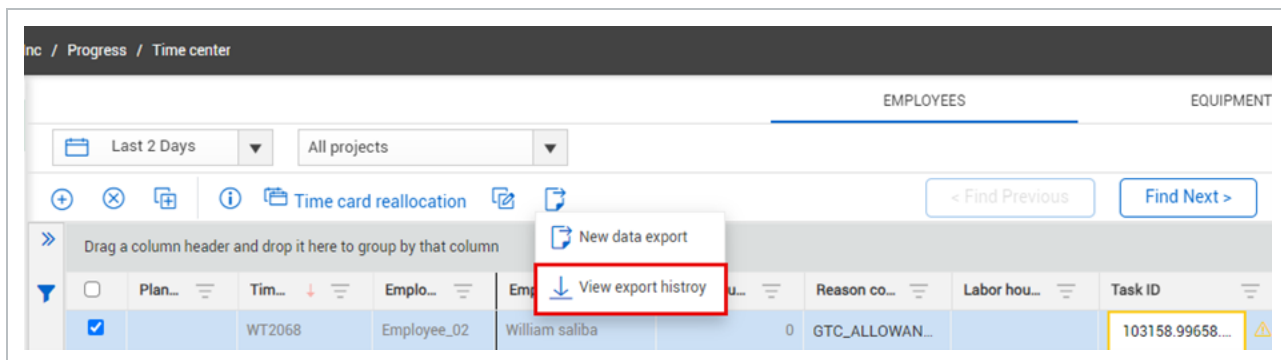 Inc / Progress / Time center
EMPLOYEES EQUIPMENT
Last 2 Days All projects
Time card reallocation < Find Previous Find Next >
New data export
Drag a column header and drop it here to group by that column
View export histroy
Plan... Tim... Emplo... Emp u... Reason co... Labor hou... Task ID
WT2068 Employee_02 William saliba 0 GTC_ALLOWAN... 103158.99658....